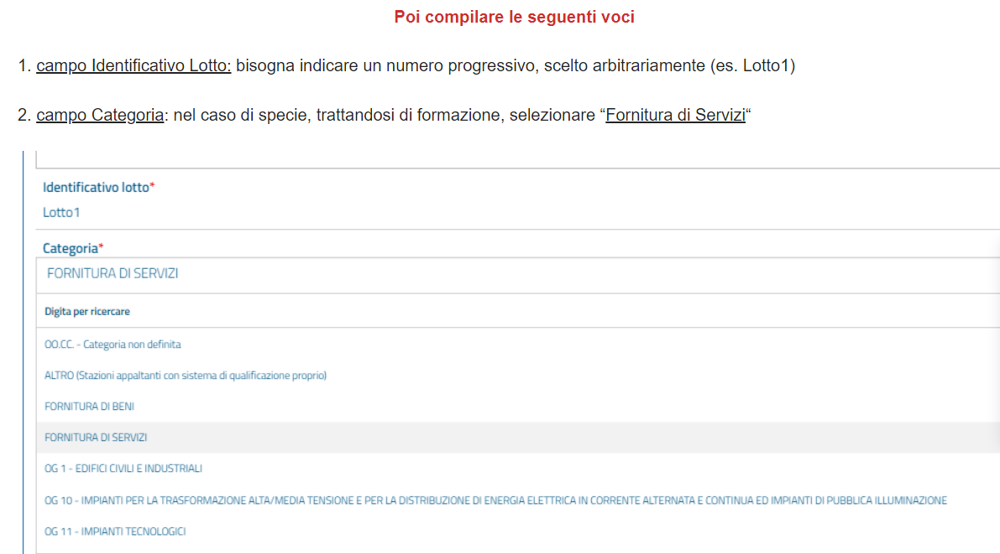 Poi compilare le seguenti voci
1. campo Identificativo Lotto: bisogna indicare un numero progressivo, scelto arbitrariamente (es. Lotto1)
2. campo Categoria: nel caso di specie, trattandosi di formazione, selezionare “Fornitura di Servizi“
Identificativo lotto*
Lotto1
Categoria*
FORNITURA DI SERVIZI
Digita per ricercare
OO.CC. - Categoria non definita
ALTRO (Stazioni appaltanti con sistema di qualificazione proprio)
FORNITURA DI BENI
FORNITURA DI SERVIZI
OG 1 - EDIFICI CIVILI E INDUSTRIALI
OG 10 - IMPIANTI PER LA TRASFORMAZIONE ALTA/MEDIA TENSIONE E PER LA DISTRIBUZIONE DI ENERGIA ELETTRICA IN CORRENTE ALTERNATA E CONTINUA ED IMPIANTI DI PUBBLICA ILLUMINAZIONE
OG 11 - IMPIANTI TECNOLOGICI